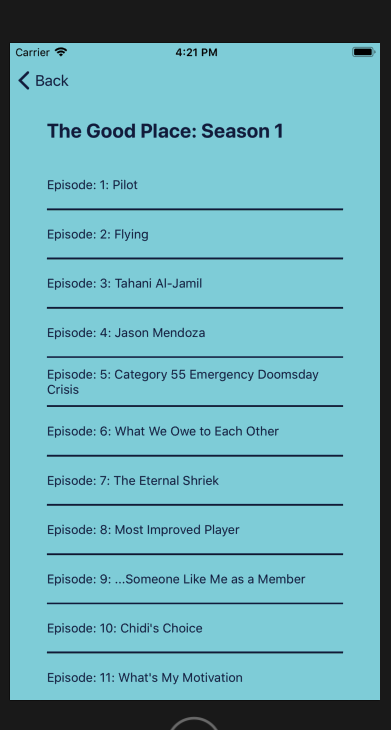 Carrier
4:21 PM
Back
The Good Place: Season 1
Episode: 1: Pilot
Episode: 2: Flying
Episode: 3: Tahani Al-Jamil
Episode: 4: Jason Mendoza
Episode: 5: Category 55 Emergency Doomsday
Crisis
Episode: 6: What We Owe to Each Other
Episode: 7: The Eternal Shriek
Episode: 8: Most Improved Player
Episode: 9: ...Someone Like Me as a Member
Episode: 10: Chidi's Choice
Episode: 11: What's My Motivation